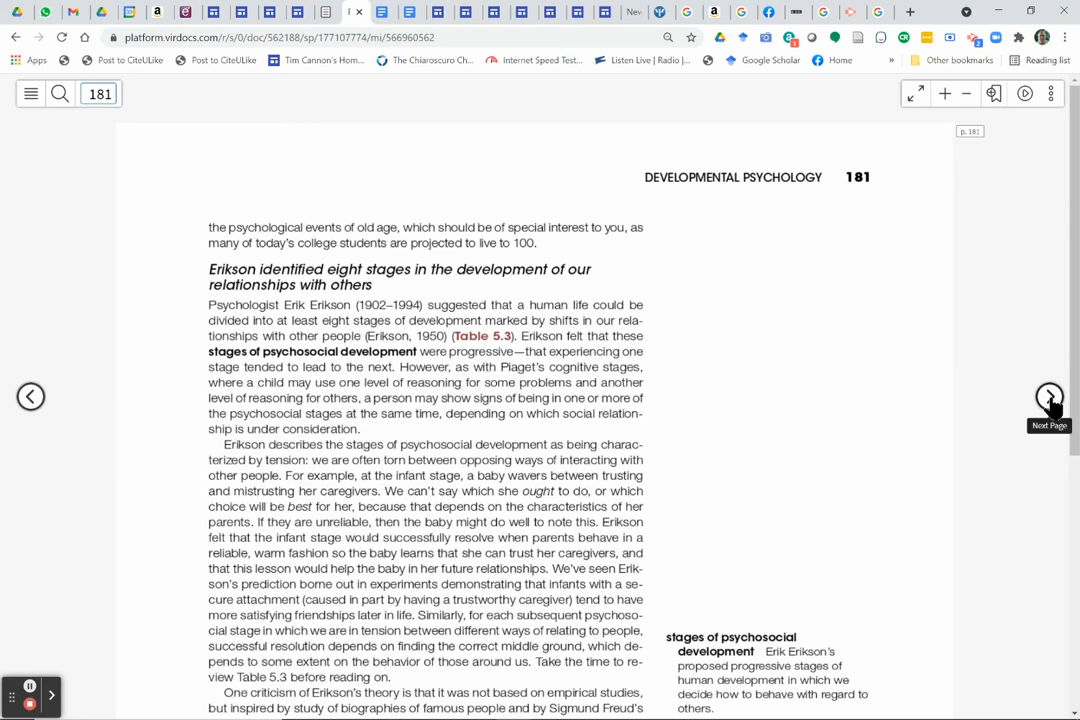 New
platform.virdocs.com/r/s/0/doc/562188/sp/177107774/mi/566960562
Apps
Post to CiteULike
Post to CiteULike
Tim Cannon's Hom...
The Chiaroscuro Ch...
Internet Speed Test...
Listen Live | Radio |...
Google Scholar
Home
»
Other bookmarks
Reading list
181
p. 181
DEVELOPMENTAL PSYCHOLOGY 181
the psychological events of old age, which should be of special interest to you, as
many of today's college students are projected to live to 100.
Erikson identified eight stages in the development of our
relationships with others
Psychologist Erik Erikson (1902–1994) suggested that a human life could be
divided into at least eight stages of development marked by shifts in our rela-
tionships with other people (Erikson, 1950) (Table 5.3). Erikson felt that these
stages of psychosocial development were progressive—that experiencing one
stage tended to lead to the next. However, as with Piaget's cognitive stages,
where a child may use one level of reasoning for some problems and another
level of reasoning for others, a person may show signs of being in one or more of
the psychosocial stages at the same time, depending on which social relation-
ship is under consideration.
Erikson describes the stages of psychosocial development as being charac-
terized by tension: we are often torn between opposing ways of interacting with
other people. For example, at the infant stage, a baby wavers between trusting
and mistrusting her caregivers. We can't say which she ought to do, or which
choice will be best for her, because that depends on the characteristics of her
parents. If they are unreliable, then the baby might do well to note this. Erikson
felt that the infant stage would successfully resolve when parents behave in a
reliable, warm fashion so the baby learns that she can trust her caregivers, and
that this lesson would help the baby in her future relationships. We've seen Erik-
son's prediction borne out in experiments demonstrating that infants with a se-
cure attachment (caused in part by having a trustworthy caregiver) tend to have
more satisfying friendships later in life. Similarly, for each subsequent psychoso-
cial stage in which we are in tension between different ways of relating to people,
successful resolution depends on finding the correct middle ground, which de-
pends to some extent on the behavior of those around us. Take the time to re-
view Table 5.3 before reading on.
One criticism of Erikson's theory is that it was not based on empirical studies,
but inspired by study of biographies of famous people and by Sigmund Freud's
Next Page
stages of psychosocial
development Erik Erikson's
proposed progressive stages of
human development in which we
decide how to behave with regard to
others.